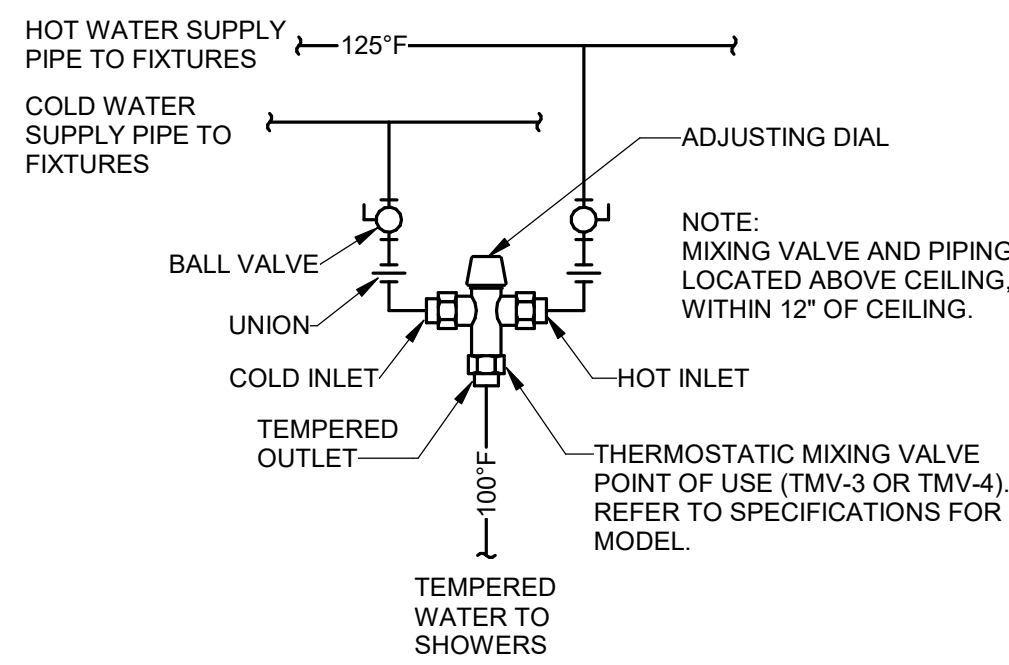 HOT WATER SUPPLY
PIPE TO FIXTURES
125°F
COLD WATER
SUPPLY PIPE TO
FIXTURES
ADJUSTING DIAL
NOTE:
MIXING VALVE AND PIPING
LOCATED ABOVE CEILING,
WITHIN 12" OF CEILING.
BALL VALVE
UNION
COLD INLET
HOT INLET
TEMPERED
OUTLET
100°F
THERMOSTATIC MIXING VALVE
POINT OF USE (TMV-3 OR TMV-4).
REFER TO SPECIFICATIONS FOR
MODEL.
TEMPERED
WATER TO
SHOWERS